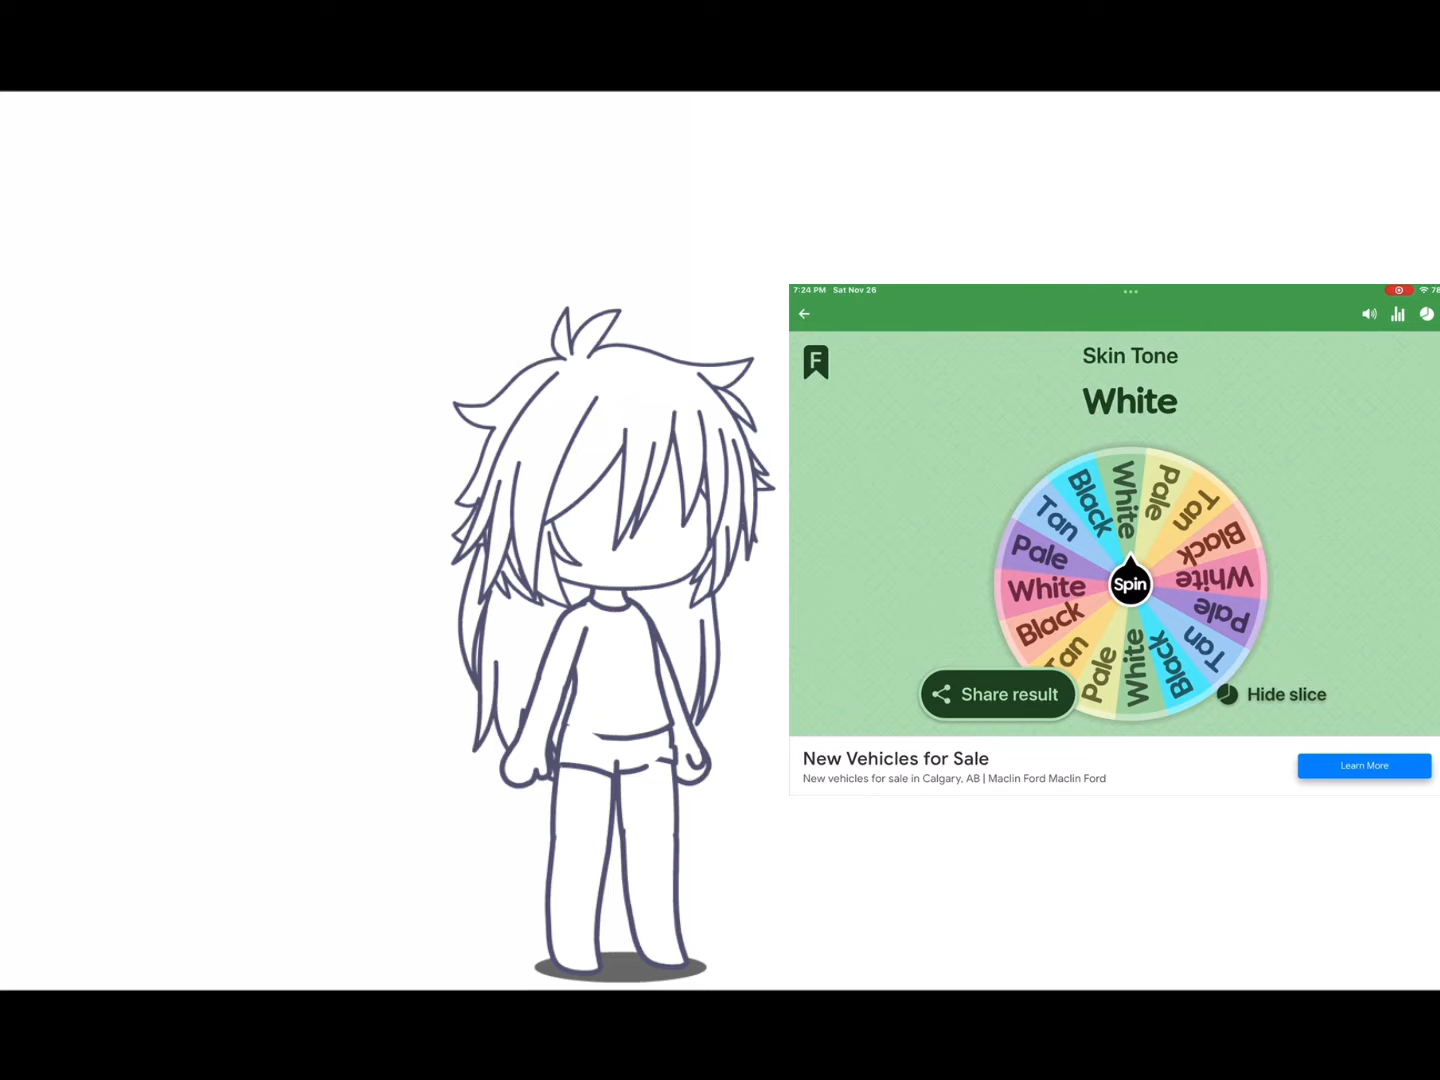 7:24 PM Sat Nov 26
78
F
Skin Tone
White
White
Pale
Tan
Black
White
Pale
Tan
Black
White
Pale
Tan
Black
White
Pale
Tan
Black
Spin
Share result
Hide slice
New Vehicles for Sale
New vehicles for sale in Calgary, AB | Maclin Ford Maclin Ford
Learn More